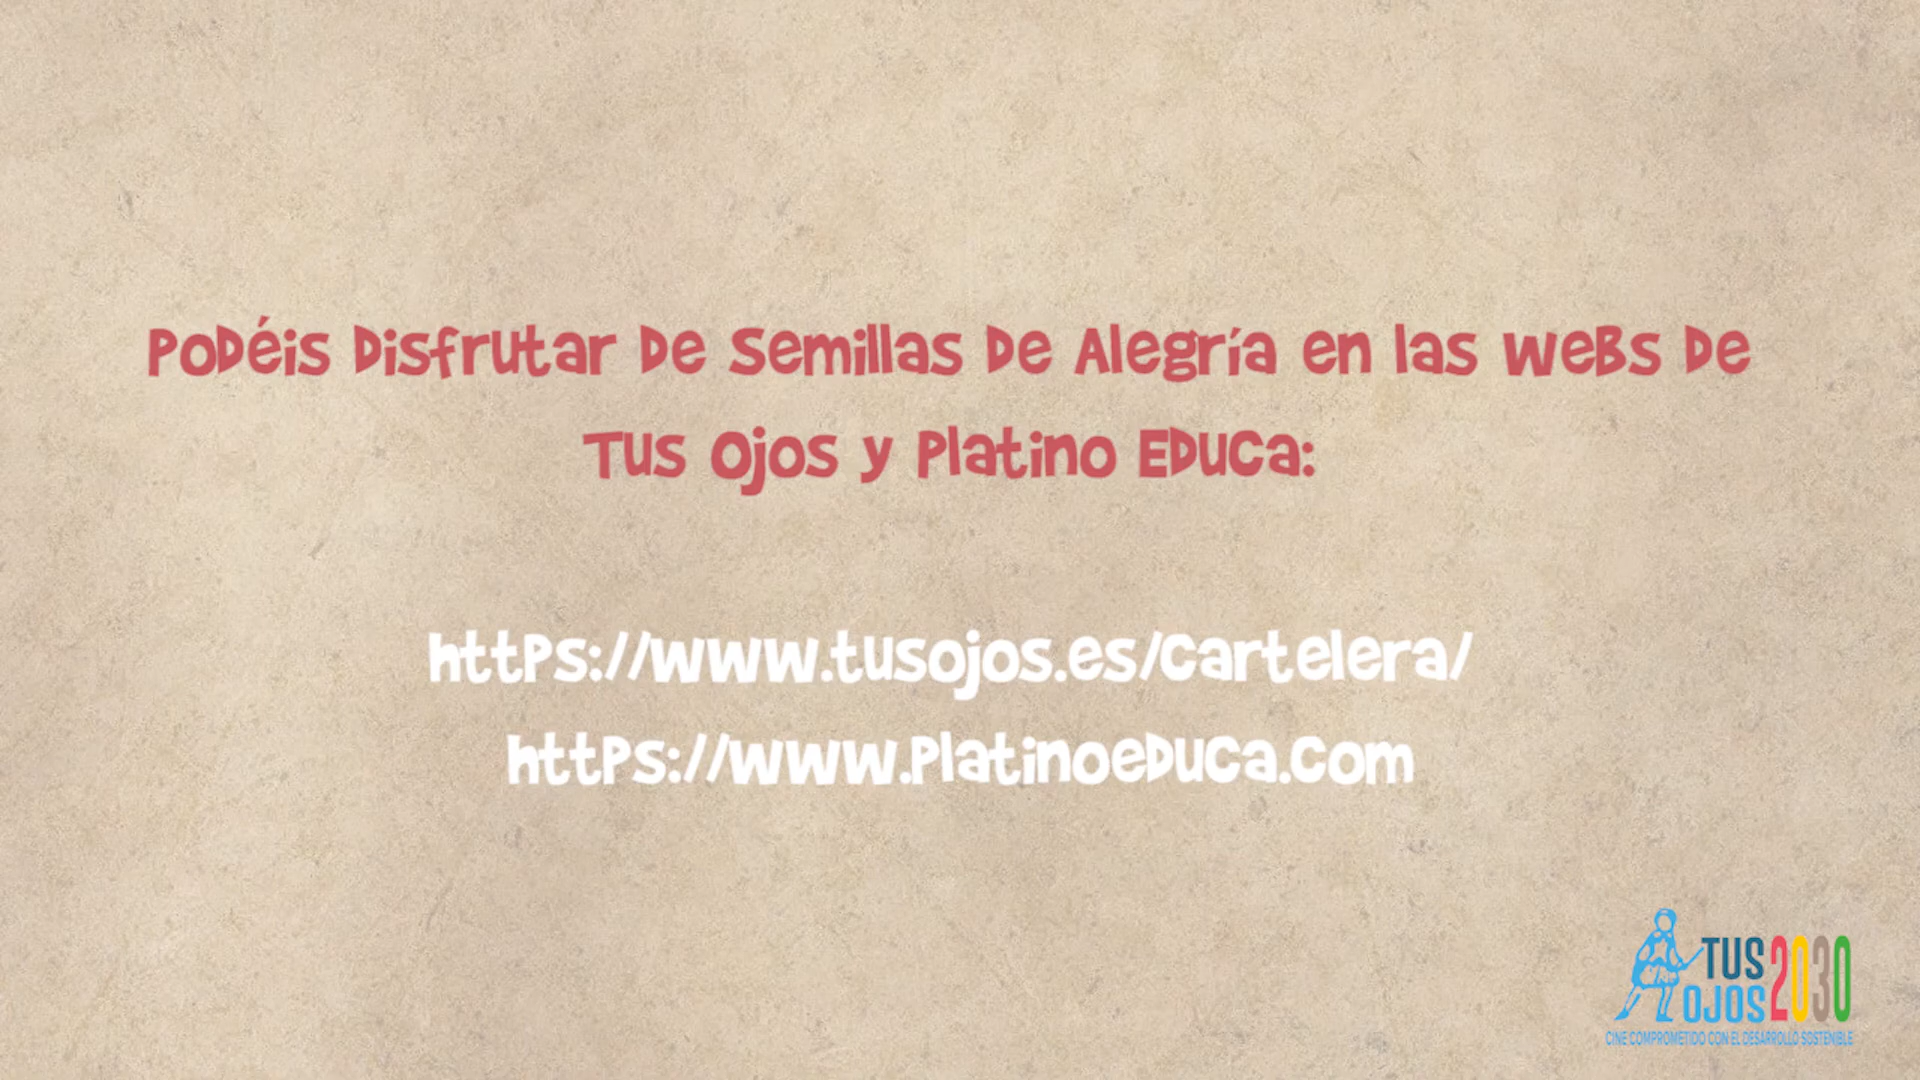 Podéis disfrutar de Semillas de Alegría en las webs de
Tus Ojos y Platino Educa:
https://www.tusojos.es/cartelera/
https://www.platinoeduca.com
TUS 2030
OJOS
CINE COMPROMETIDO CON EL DESARROLLO SOSTENIBLE